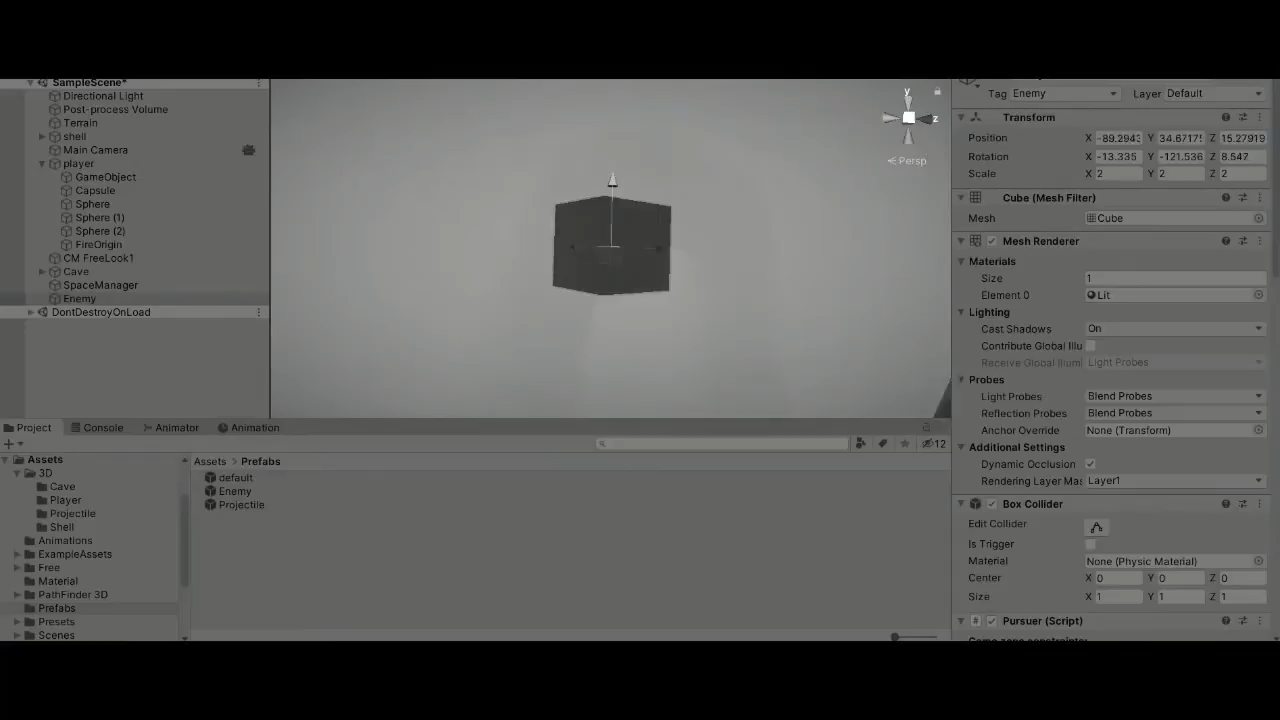 SampleScene*
Directional Light
Post-process Volume
Terrain
shell
Main Camera
player
GameObject
Capsule
Sphere
Sphere (1)
Sphere (2)
FireOrigin
CM FreeLook1
Cave
SpaceManager
Enemy
DontDestroyOnLoad
y
z
Persp
Tag Enemy Layer Default
Transform
Position X -89.2943 Y 34.67175 Z 15.27919
Rotation X -13.335 Y -121.536 Z 8.542
Scale X 2 Y 2 Z 2
Cube (Mesh Filter)
Mesh Cube
Mesh Renderer
Materials
Size 1
Element 0 Lit
Lighting
Cast Shadows On
Contribute Global Illu
Receive Global Illumi Light Probes
Probes
Light Probes Blend Probes
Reflection Probes Blend Probes
Anchor Override None (Transform)
Additional Settings
Dynamic Occlusion
Rendering Layer Mas Layer1
Box Collider
Edit Collider
Is Trigger
Material None (Physic Material)
Center X 0 Y 0 Z 0
Size X 1 Y 1 Z 1
Pursuer (Script)
Project Console Animator Animation
12
Assets
3D
Cave
Player
Projectile
Shell
Animations
ExampleAssets
Free
Material
PathFinder 3D
Prefabs
Presets
Scenes
Assets > Prefabs
default
Enemy
Projectile